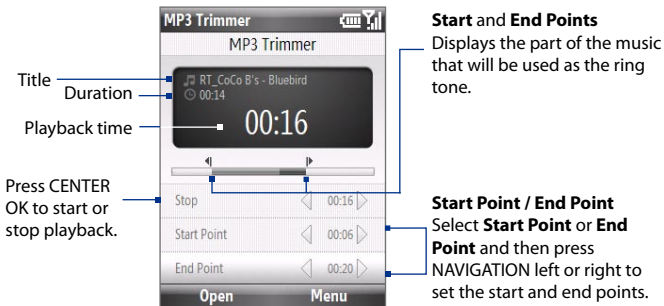 MP3 Trimmer
MP3 Trimmer
RT_CoCo B's - Bluebird
00:14
00:16
Stop 00:16
Start Point 00:06
End Point 00:20
Open Menu
Title
Duration
Playback time
Press CENTER
OK to start or
stop playback.
Start and End Points
Displays the part of the music
that will be used as the ring
tone.
Start Point / End Point
Select Start Point or End
Point and then press
NAVIGATION left or right to
set the start and end points.